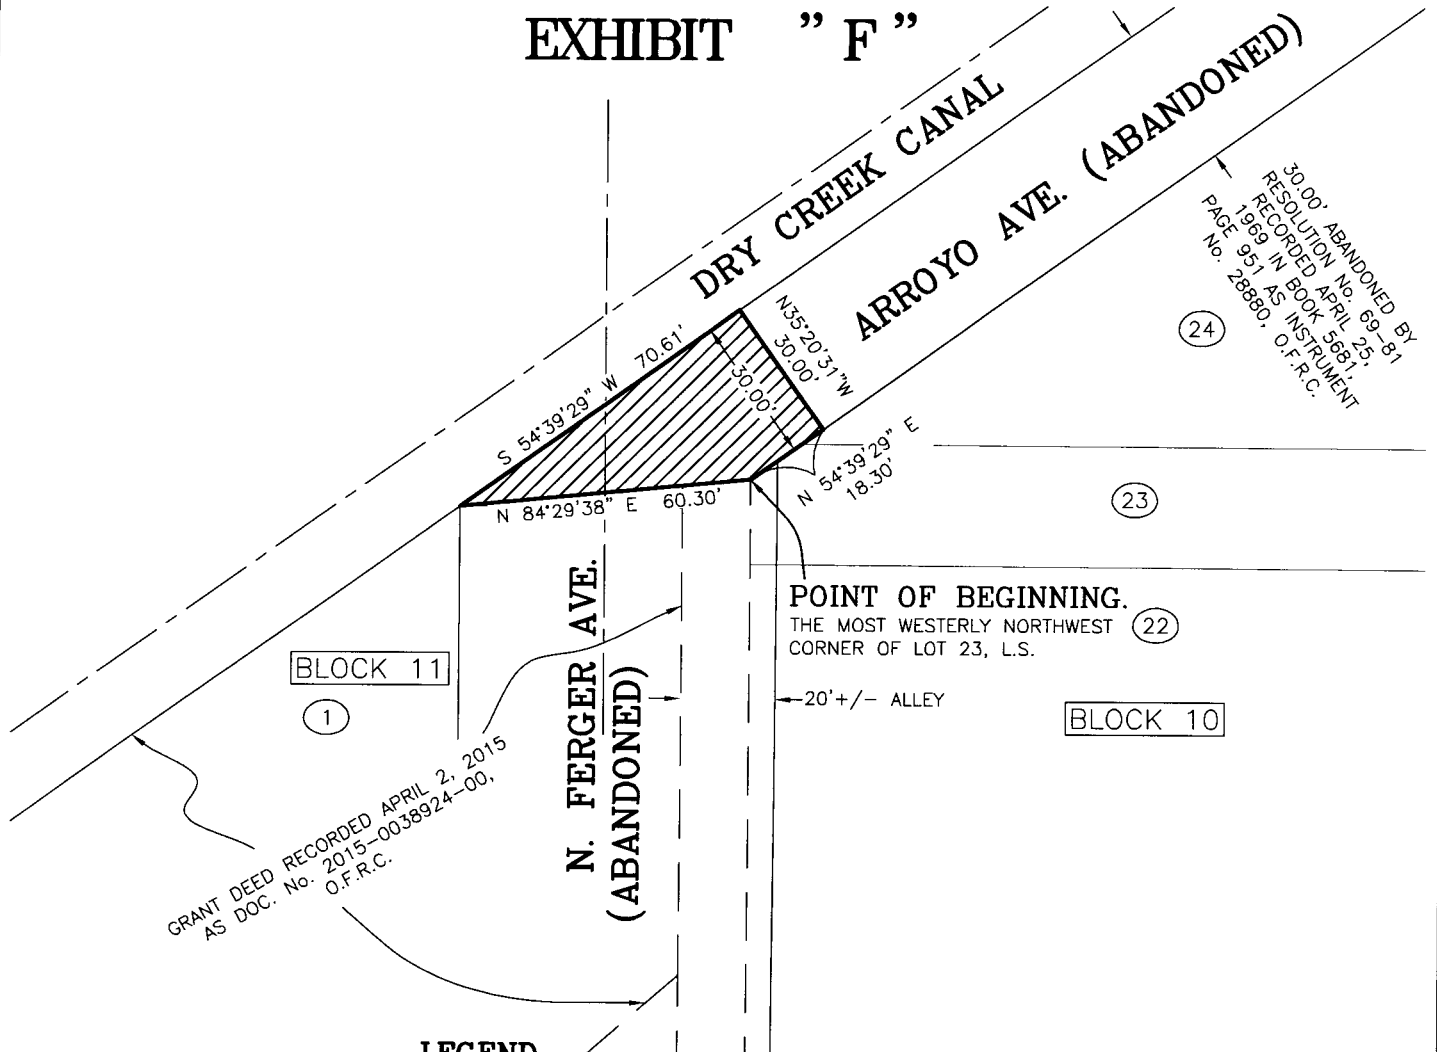 EXHIBIT "F"
DRY CREEK CANAL
ARROYO AVE. (ABANDONED)
30.00' ABANDONED BY
RESOLUTION No. 69-81
RECORDED APRIL 25,
1969 IN BOOK 5681,
PAGE 951 AS INSTRUMENT
No. 28880, O.F.R.C.
24
N35°20'31"W
30.00'
30.00'
S 54°39'29" W 70.61'
N 54°39'29" E
18.30'
N 84°29'38" E 60.30'
23
POINT OF BEGINNING.
THE MOST WESTERLY NORTHWEST
CORNER OF LOT 23, L.S.
22
BLOCK 11
1
N. FERGER AVE.
(ABANDONED)
20'+/- ALLEY
BLOCK 10
GRANT DEED RECORDED APRIL 2, 2015
AS DOC. No. 2015-0038924-00,
O.F.R.C.
LEGEND